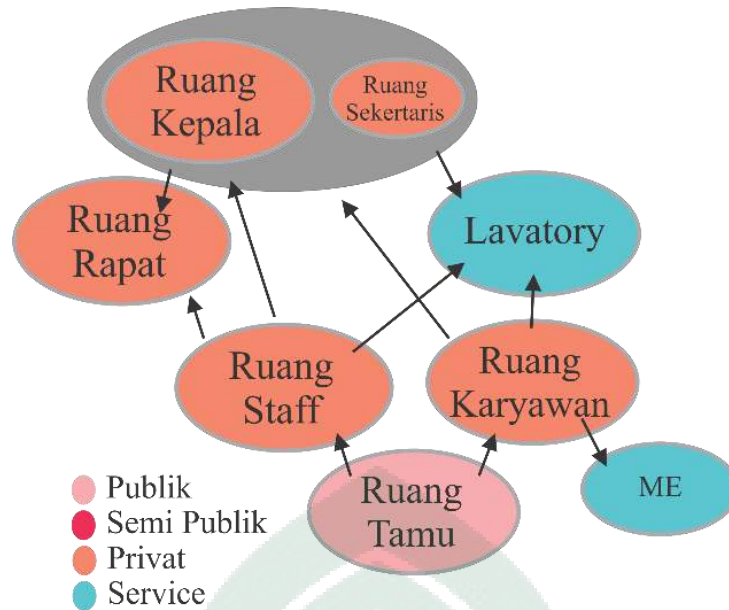 Ruang
Kepala
Ruang
Sekertaris
Ruang
Rapat
Lavatory
Ruang
Staff
Ruang
Karyawan
Ruang
Tamu
ME
Publik
Semi Publik
Privat
Service